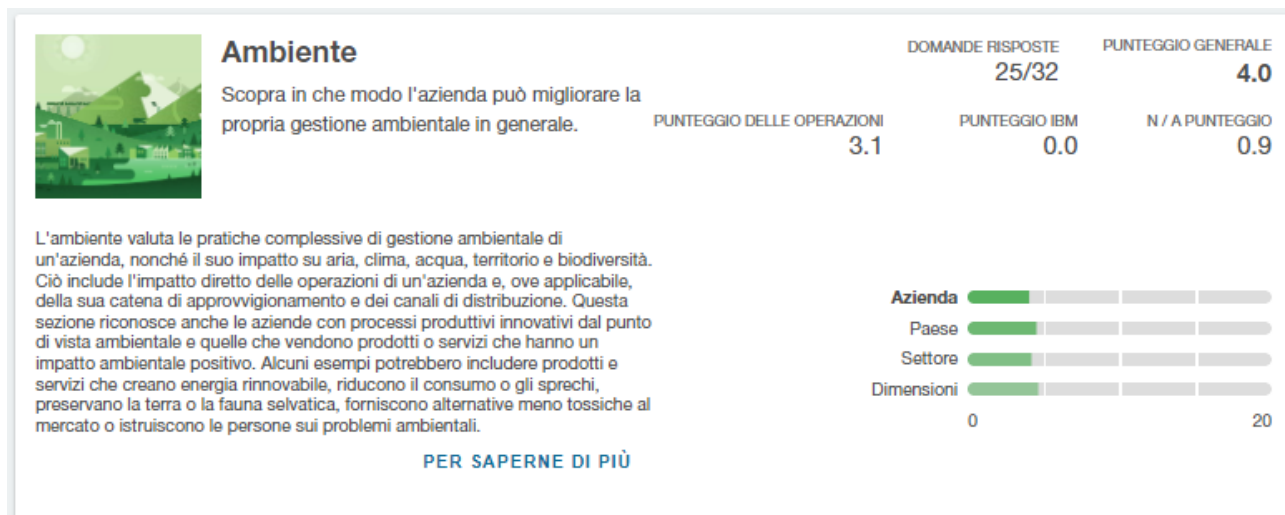 Ambiente
Scopra in che modo l'azienda può migliorare la
propria gestione ambientale in generale.
DOMANDE RISPOSTE
25/32
PUNTEGGIO GENERALE
4.0
PUNTEGGIO DELLE OPERAZIONI
3.1
PUNTEGGIO IBM
0.0
N / A PUNTEGGIO
0.9
L'ambiente valuta le pratiche complessive di gestione ambientale di
un'azienda, nonché il suo impatto su aria, clima, acqua, territorio e biodiversità.
Ciò include l'impatto diretto delle operazioni di un'azienda e, ove applicabile,
della sua catena di approvvigionamento e dei canali di distribuzione. Questa
sezione riconosce anche le aziende con processi produttivi innovativi dal punto
di vista ambientale e quelle che vendono prodotti o servizi che hanno un
impatto ambientale positivo. Alcuni esempi potrebbero includere prodotti e
servizi che creano energia rinnovabile, riducono il consumo o gli sprechi,
preservano la terra o la fauna selvatica, forniscono alternative meno tossiche al
mercato o istruiscono le persone sui problemi ambientali.
PER SAPERNE DI PIÙ
Azienda
Paese
Settore
Dimensioni
0
20